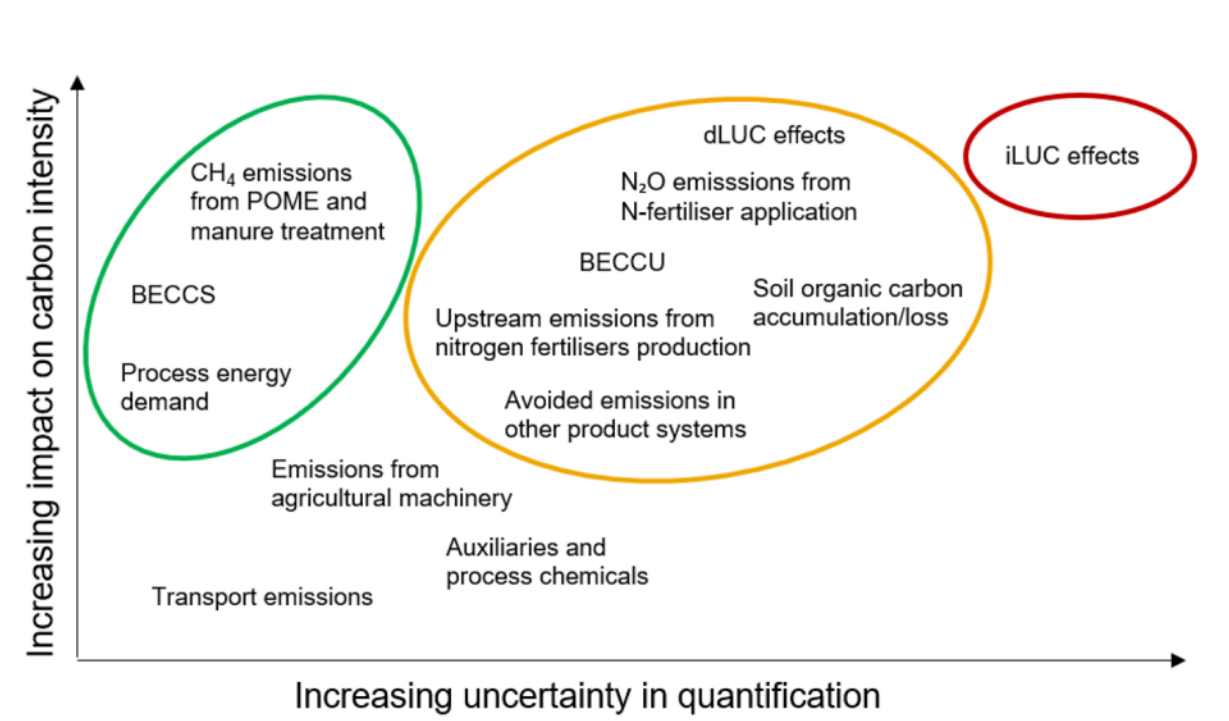 Increasing impact on carbon intensity
dLUC effects
iLUC effects
CH₄ emissions
from POME and
manure treatment
N₂O emisssions from
N-fertiliser application
BECCU
BECCS
Soil organic carbon
accumulation/loss
Upstream emissions from
nitrogen fertilisers production
Process energy
demand
Avoided emissions in
other product systems
Emissions from
agricultural machinery
Auxiliaries and
process chemicals
Transport emissions
Increasing uncertainty in quantification